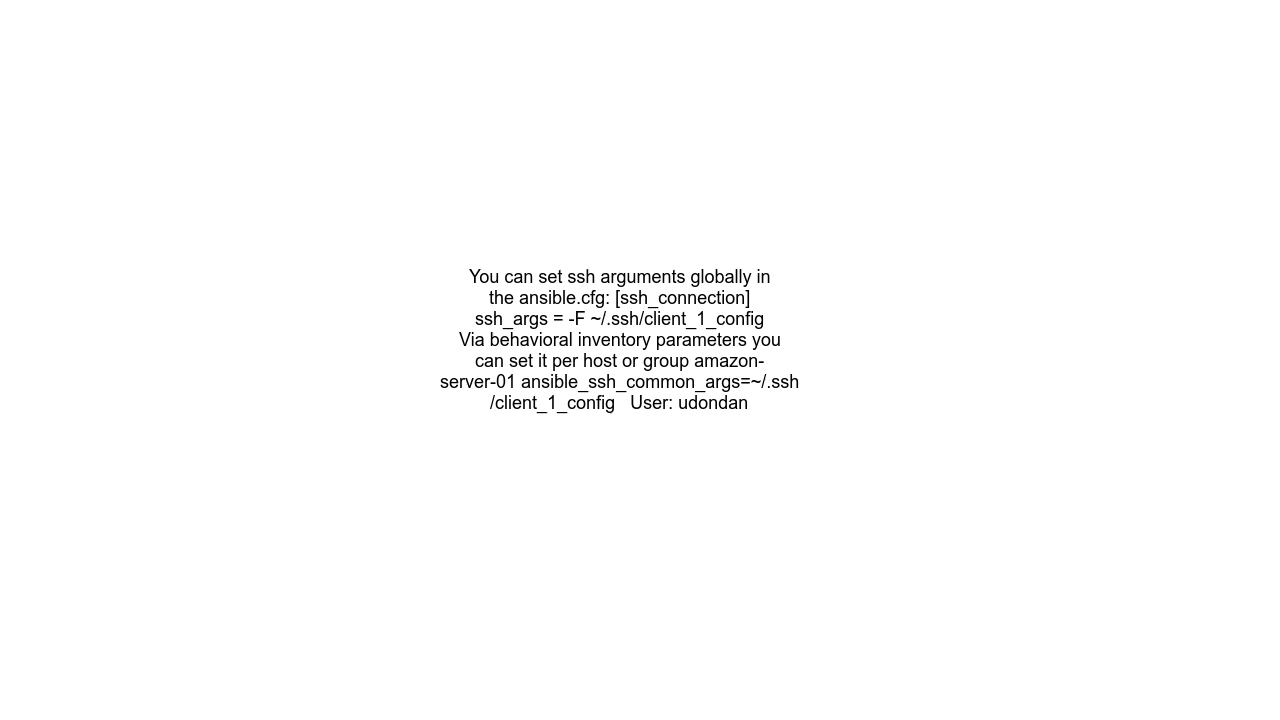 You can set ssh arguments globally in
the ansible.cfg: [ssh_connection]
ssh_args = -F ~/.ssh/client_1_config
Via behavioral inventory parameters you
can set it per host or group amazon-
server-01 ansible_ssh_common_args=~/.ssh
/client_1_config   User: udondan